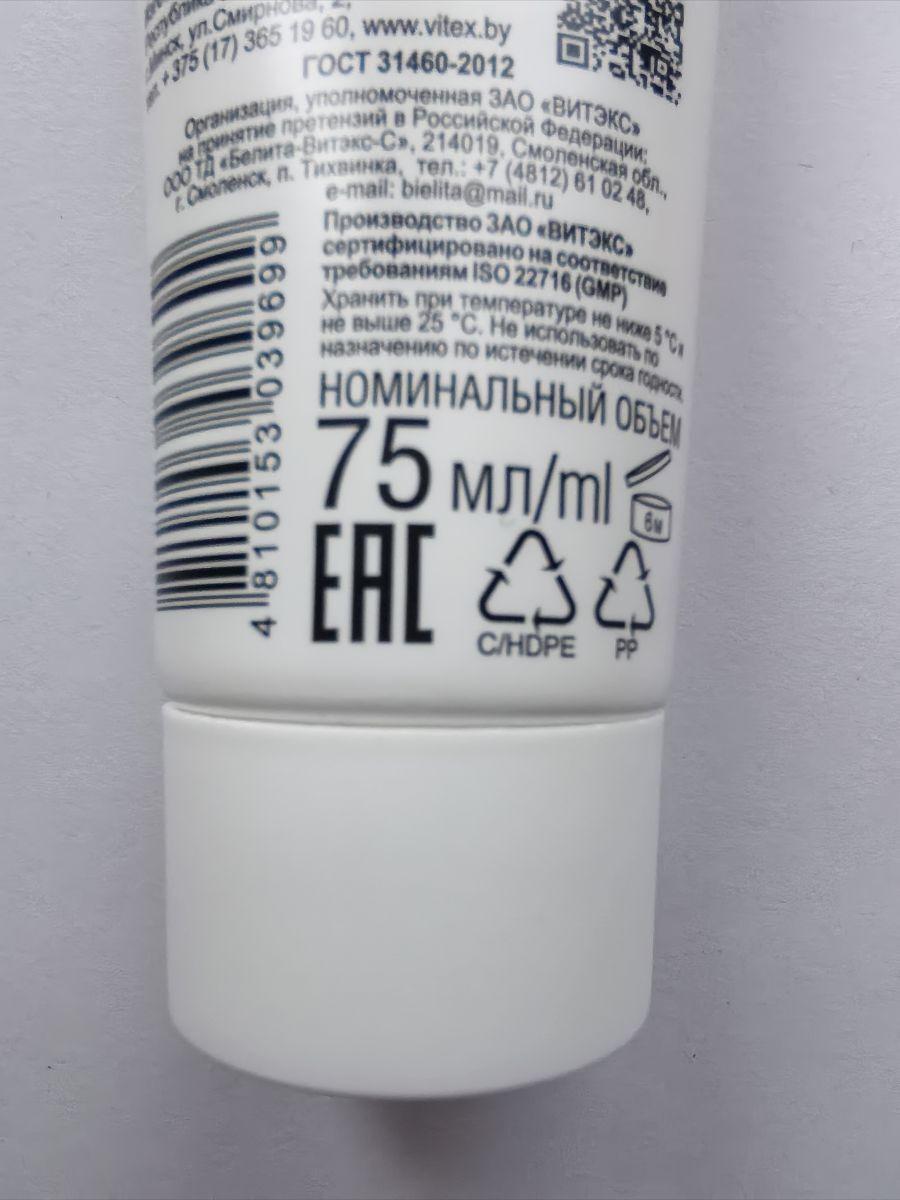 Республика
Минск, ул.Смирнова, 2,
тел. +375 (17) 365 19 60, www.vitex.by
ГОСТ 31460-2012
Организация, уполномоченная ЗАО «ВИТЭКС»
на принятие претензий в Российской Федерации:
ООО ТД «Белита-Витэкс-С», 214019, Смоленская обл.,
г. Смоленск, п. Тихвинка, тел.: +7 (4812) 61 02 48,
e-mail: bielita@mail.ru
Производство ЗАО «ВИТЭКС»
сертифицировано на соответствие
требованиям ISO 22716 (GMP)
Хранить при температуре не ниже 5 °C и
не выше 25 °C. Не использовать по
назначению по истечении срока годности.
НОМИНАЛЬНЫЙ ОБЪЕМ
75 мл/ml
6м
EAC
C/HDPE
PP
4 810153 039699